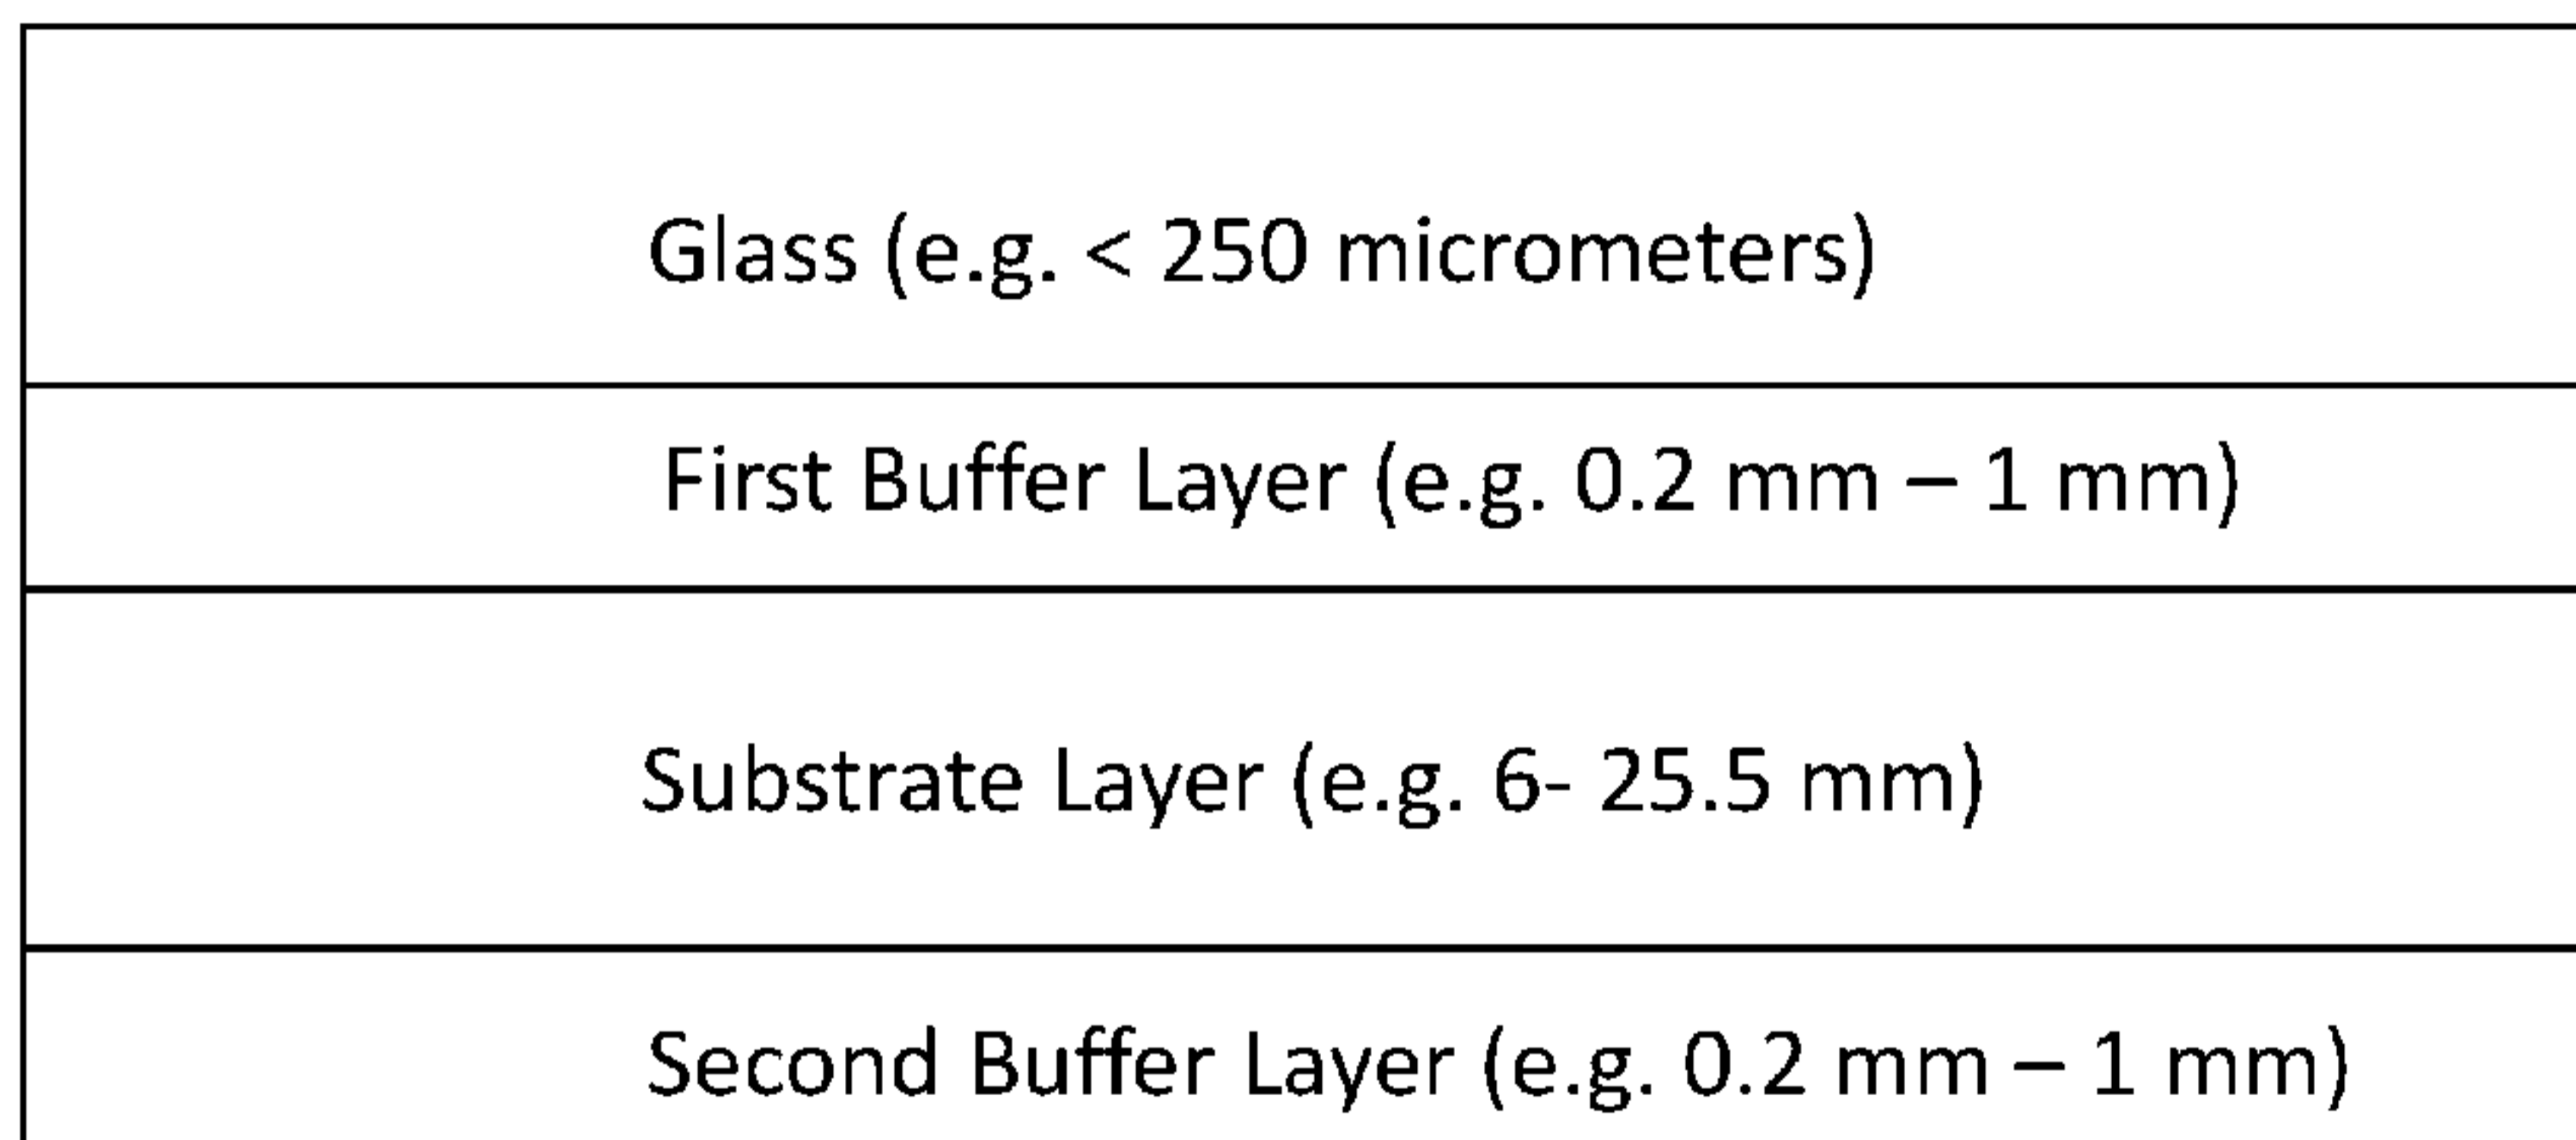 Glass (e.g. < 250 micrometers)
First Buffer Layer (e.g. 0.2 mm – 1 mm)
Substrate Layer (e.g. 6- 25.5 mm)
Second Buffer Layer (e.g. 0.2 mm – 1 mm)